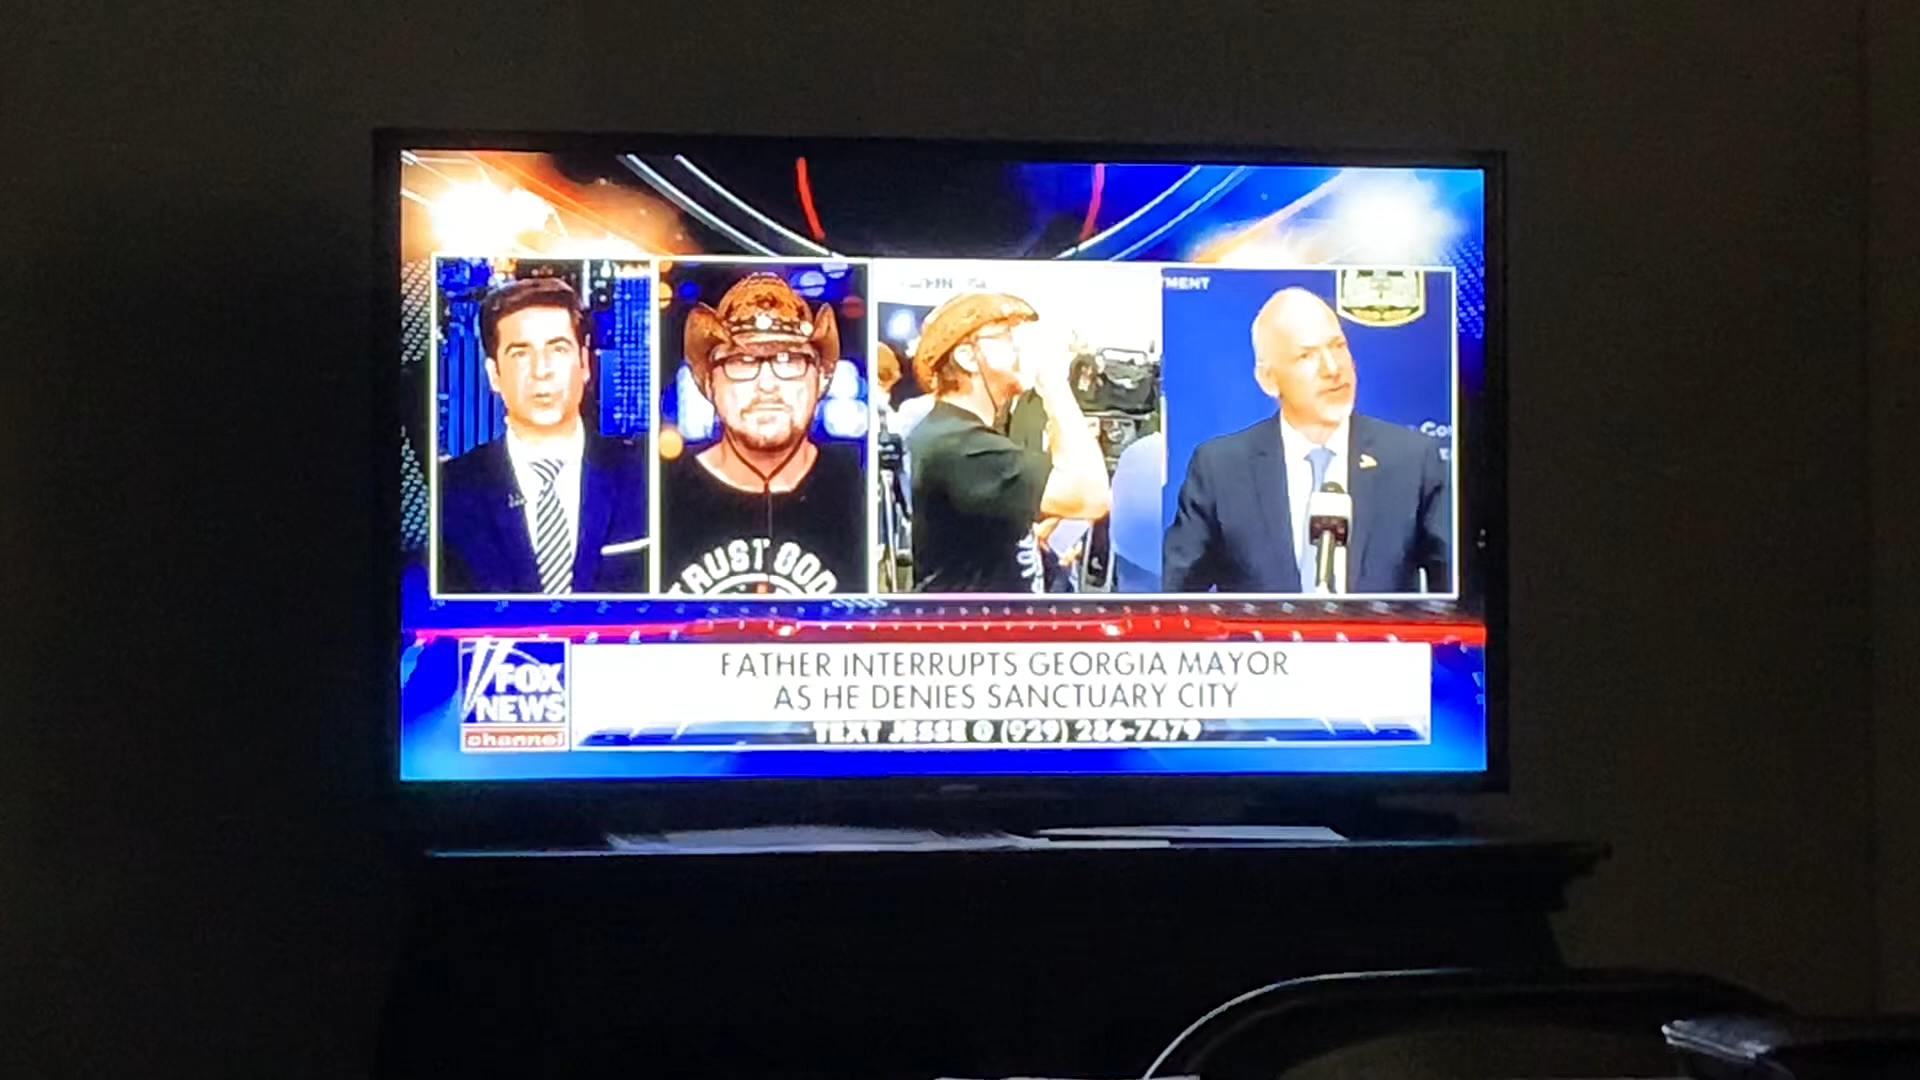 TMENT
TRUST GOD
FATHER INTERRUPTS GEORGIA MAYOR
AS HE DENIES SANCTUARY CITY
FOX
NEWS
channel
TEXT JESSE @ (929) 286-7479